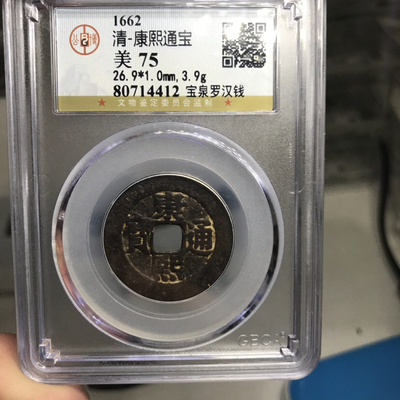 1662
清-康熙通宝
美 75
26.9*1.0mm,3.9g
80714412 宝泉罗汉钱
★文物鉴定委员会监制★
康熙通寶